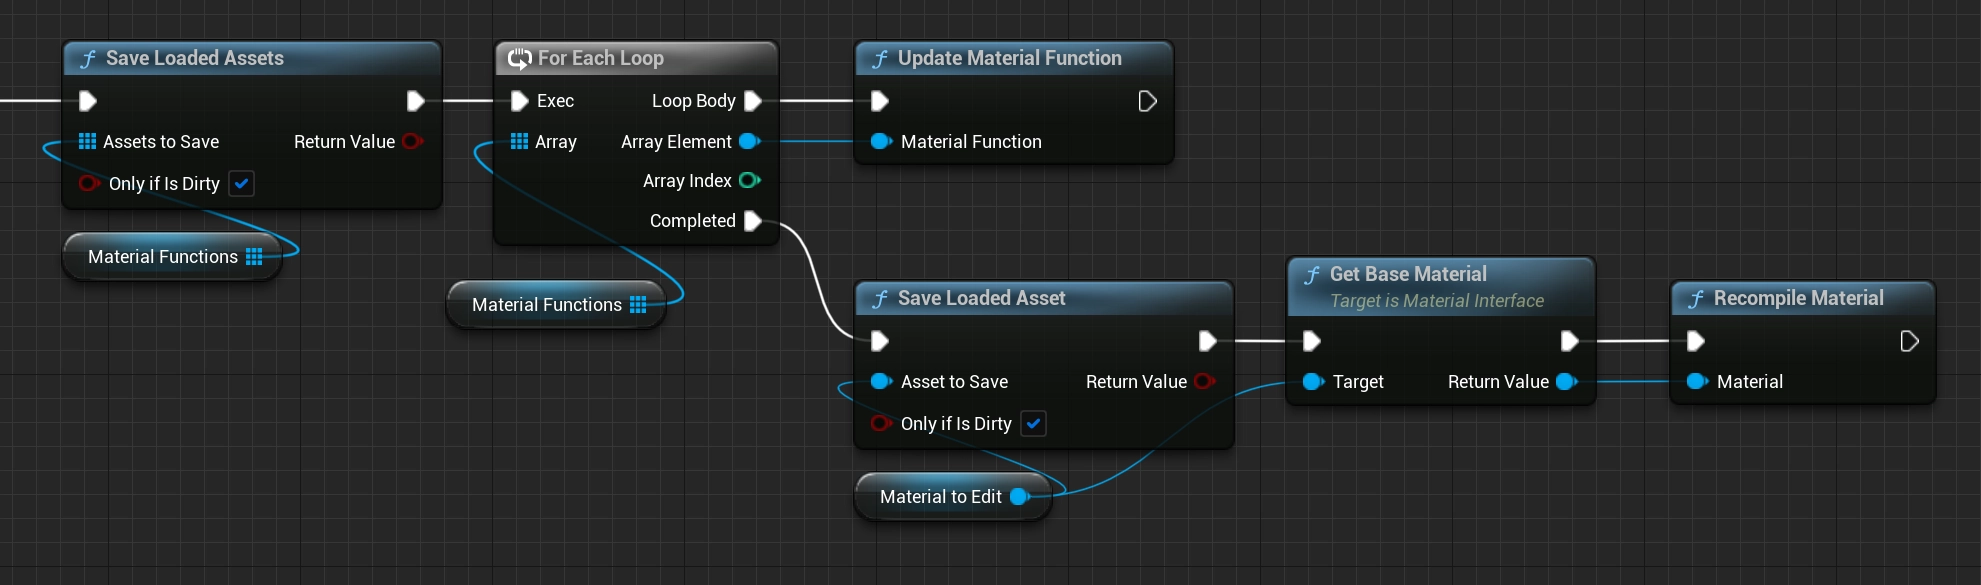 Save Loaded Assets
Assets to Save
Return Value
Only if Is Dirty
Material Functions
For Each Loop
Exec
Loop Body
Array
Array Element
Array Index
Completed
Material Functions
Update Material Function
Material Function
Save Loaded Asset
Asset to Save
Return Value
Only if Is Dirty
Material to Edit
Get Base Material
Target is Material Interface
Target
Return Value
Recompile Material
Material